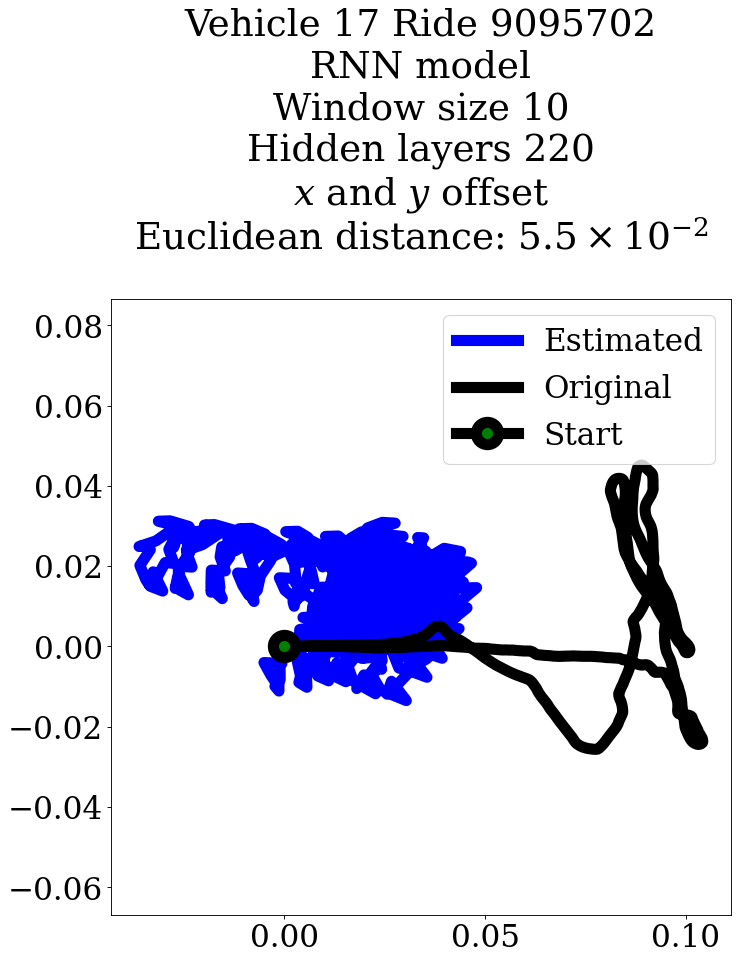 Vehicle 17 Ride 9095702
RNN model
Window size 10
Hidden layers 220
x and y offset
Euclidean distance: 5.5 × 10⁻²
Estimated
Original
Start
0.08
0.06
0.04
0.02
0.00
−0.02
−0.04
−0.06
0.00 0.05 0.10